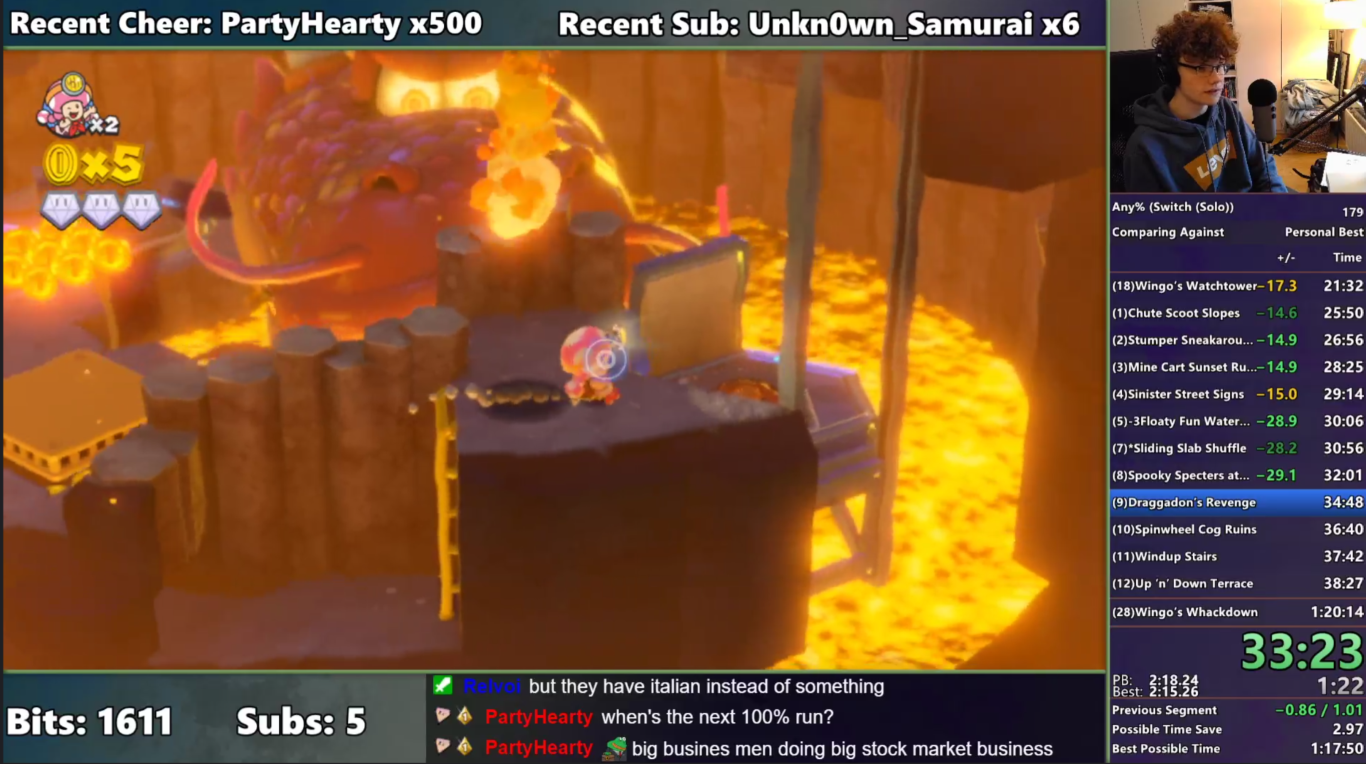 Recent Cheer: PartyHearty x500
Recent Sub: Unkn0wn_Samurai x6
x2
x5
Any% (Switch (Solo))
179
Comparing Against Personal Best
+/- Time
(18)Wingo's Watchtower -17.3 21:32
(1)Chute Scoot Slopes -14.6 25:50
(2)Stumper Sneakarou... -14.9 26:56
(3)Mine Cart Sunset Ru... -14.9 28:25
(4)Sinister Street Signs -15.0 29:14
(5)-3Floaty Fun Water... -28.9 30:06
(7)*Sliding Slab Shuffle -28.2 30:56
(8)Spooky Specters at... -29.1 32:01
(9)Draggadon's Revenge 34:48
(10)Spinwheel Cog Ruins 36:40
(11)Windup Stairs 37:42
(12)Up 'n' Down Terrace 38:27
(28)Wingo's Whackdown 1:20:14
33:23
PB: 2:18.24
Best: 2:15.26
1:22
Previous Segment -0.86 / 1.01
Possible Time Save 2.97
Best Possible Time 1:17:50
Bits: 1611
Subs: 5
Relvoi but they have italian instead of something
PartyHearty when's the next 100% run?
PartyHearty big busines men doing big stock market business